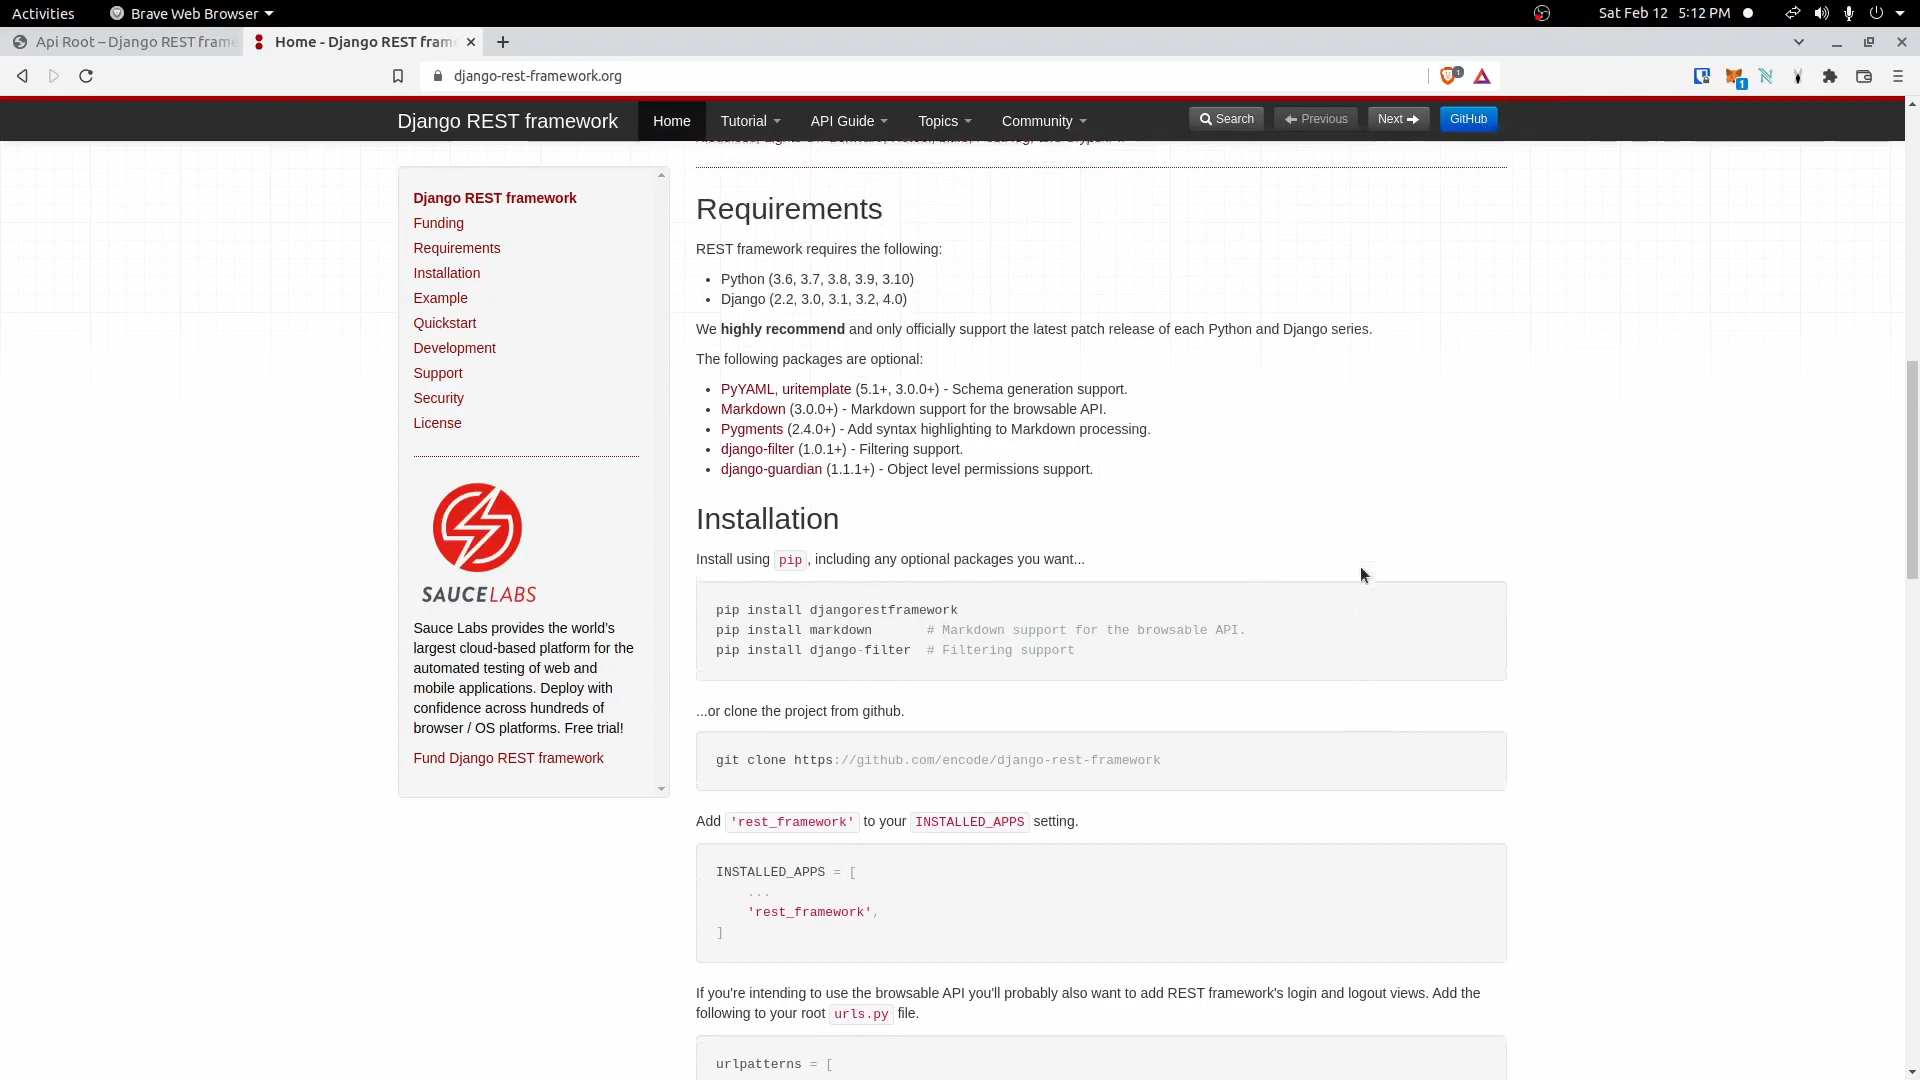 Activities
Brave Web Browser
Sat Feb 12 5:12 PM
Api Root – Django REST frame
Home - Django REST fram
django-rest-framework.org
1
1
Django REST framework
Home
Tutorial
API Guide
Topics
Community
Search
Previous
Next
GitHub
Django REST framework
Funding
Requirements
Installation
Example
Quickstart
Development
Support
Security
License
SAUCELABS
Sauce Labs provides the world's
largest cloud-based platform for the
automated testing of web and
mobile applications. Deploy with
confidence across hundreds of
browser / OS platforms. Free trial!
Fund Django REST framework
Requirements
REST framework requires the following:
• Python (3.6, 3.7, 3.8, 3.9, 3.10)
• Django (2.2, 3.0, 3.1, 3.2, 4.0)
We highly recommend and only officially support the latest patch release of each Python and Django series.
The following packages are optional:
• PyYAML, uritemplate (5.1+, 3.0.0+) - Schema generation support.
• Markdown (3.0.0+) - Markdown support for the browsable API.
• Pygments (2.4.0+) - Add syntax highlighting to Markdown processing.
• django-filter (1.0.1+) - Filtering support.
• django-guardian (1.1.1+) - Object level permissions support.
Installation
Install using pip, including any optional packages you want...
pip install djangorestframework
pip install markdown       # Markdown support for the browsable API.
pip install django-filter  # Filtering support
...or clone the project from github.
git clone https://github.com/encode/django-rest-framework
Add 'rest_framework' to your INSTALLED_APPS setting.
INSTALLED_APPS = [
    ...
    'rest_framework',
]
If you're intending to use the browsable API you'll probably also want to add REST framework's login and logout views. Add the
following to your root urls.py file.
urlpatterns = [